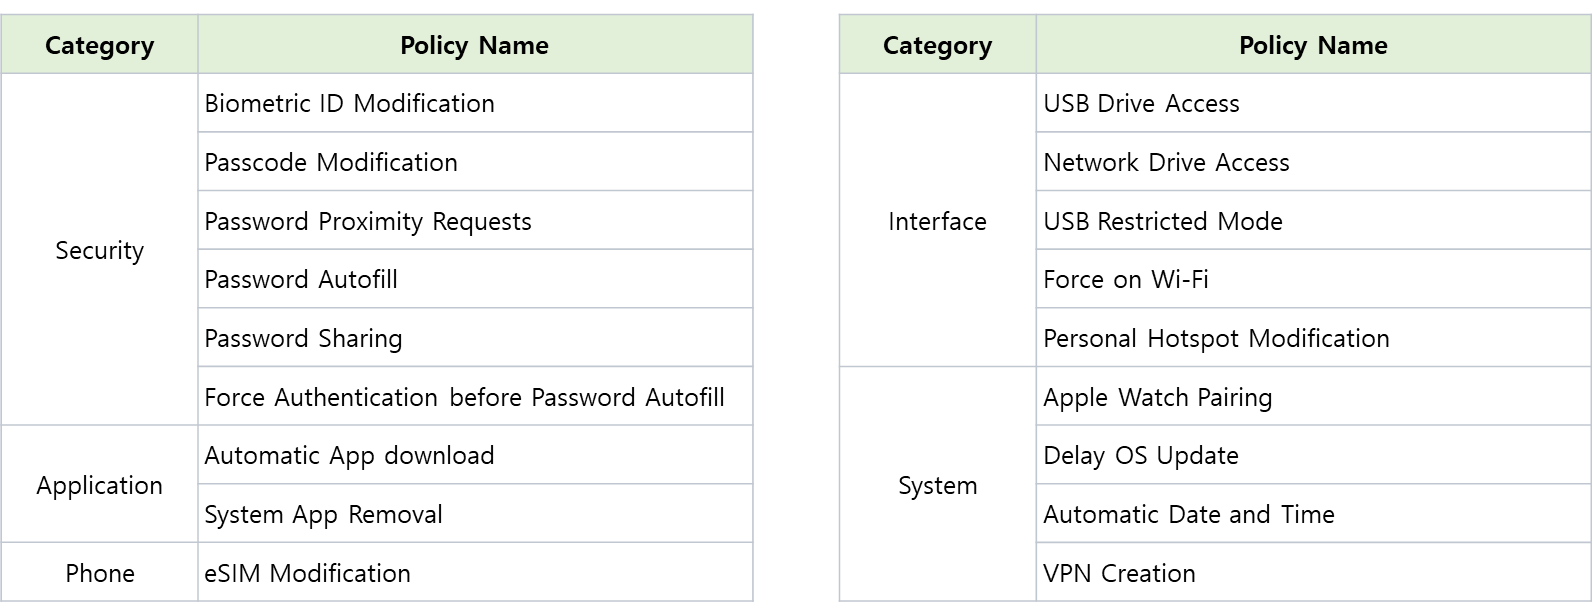 Category Policy Name
Security
Biometric ID Modification
Passcode Modification
Password Proximity Requests
Password Autofill
Password Sharing
Force Authentication before Password Autofill
Application
Automatic App download
System App Removal
Phone
eSIM Modification
Category Policy Name
Interface
USB Drive Access
Network Drive Access
USB Restricted Mode
Force on Wi-Fi
Personal Hotspot Modification
System
Apple Watch Pairing
Delay OS Update
Automatic Date and Time
VPN Creation